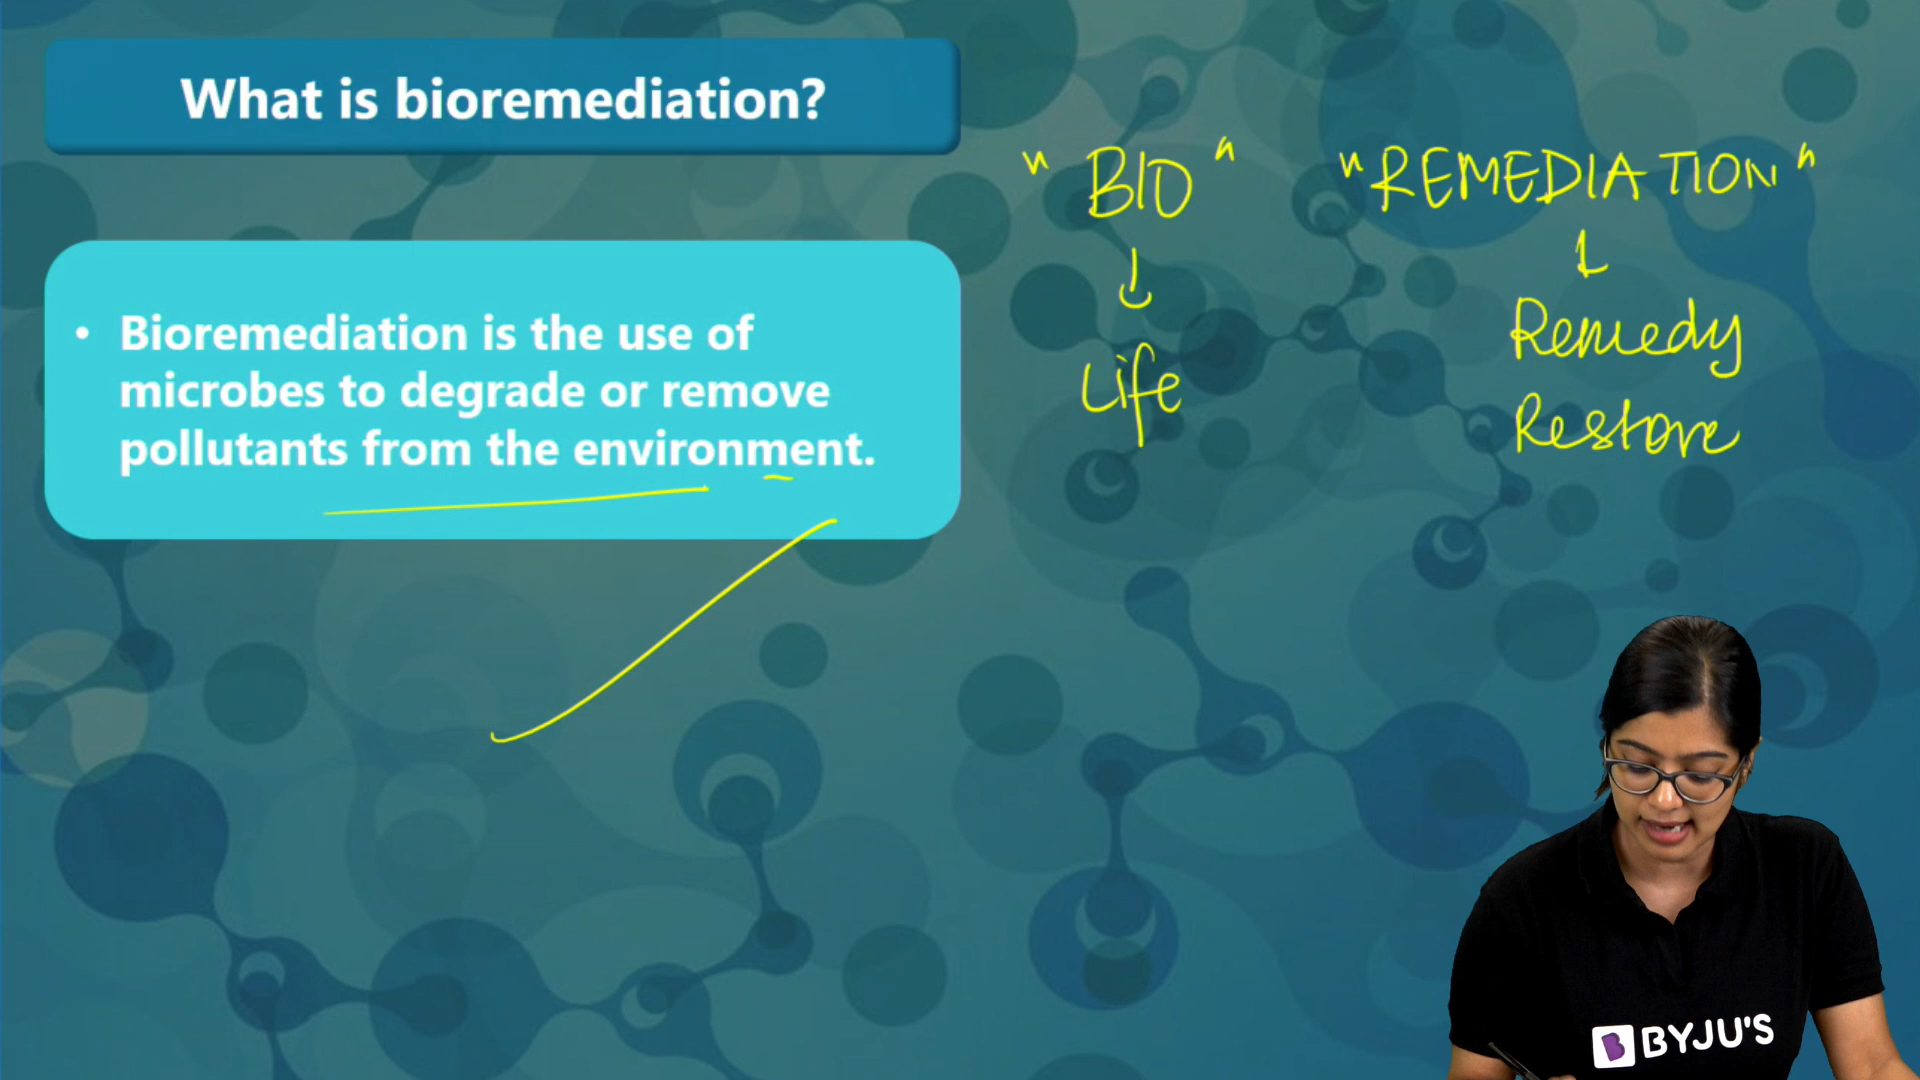 What is bioremediation?
• Bioremediation is the use of
microbes to degrade or remove
pollutants from the environment.
"BIO" "REMEDIATION"
Life
Remedy
Restore
BYJU'S